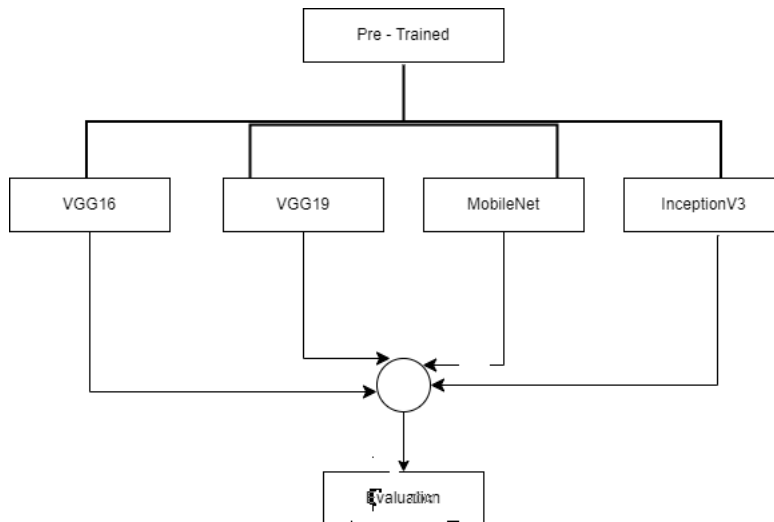 Pre - Trained
VGG16
VGG19
MobileNet
InceptionV3
Evaluation